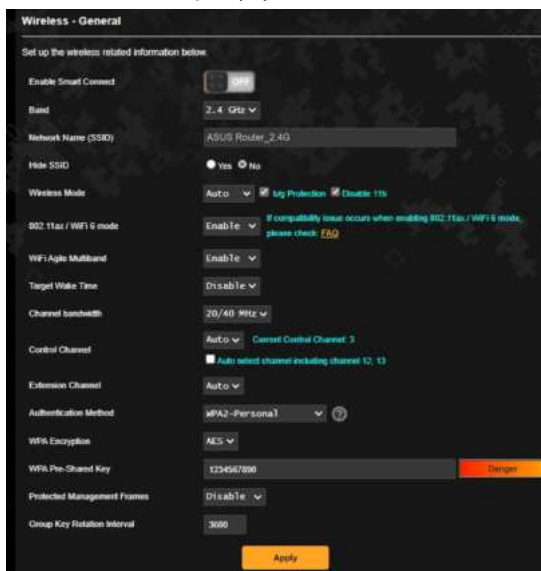 Wireless - General
Set up the wireless related information below.
Enable Smart Connect OFF
Band 2.4 GHz
Network Name (SSID) ASUS Router_2.4G
Hide SSID Yes No
Wireless Mode Auto b/g Protection Disable 11b
802.11ax / WiFi 6 mode Enable If compatibility issue occurs when enabling 802.11ax / WiFi 6 mode,
please check: FAQ
WiFi Agile Multiband Enable
Target Wake Time Disable
Channel bandwidth 20/40 MHz
Control Channel Auto Current Control Channel: 3
Auto select channel including channel 12, 13
Extension Channel Auto
Authentication Method WPA2-Personal ?
WPA Encryption AES
WPA Pre-Shared Key 1234567890 Danger
Protected Management Frames Disable
Group Key Rotation Interval 3600
Apply